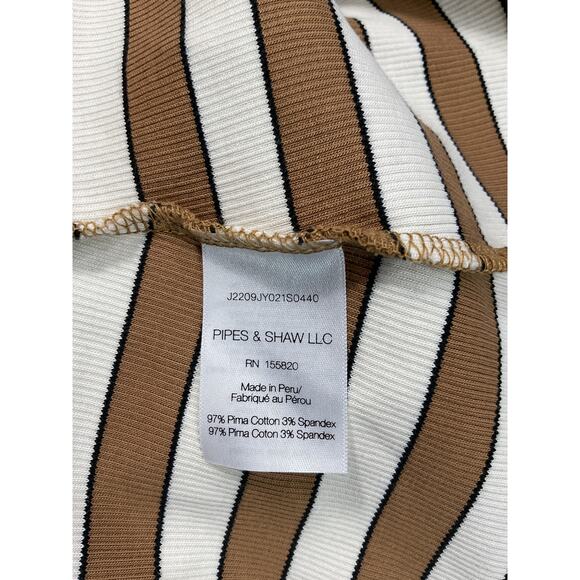 J2209JY021S0440
PIPES & SHAW LLC
RN 155820
Made in Peru/
Fabriqué au Pérou
97% Pima Cotton 3% Spandex
97% Pima Coton 3% Spandex